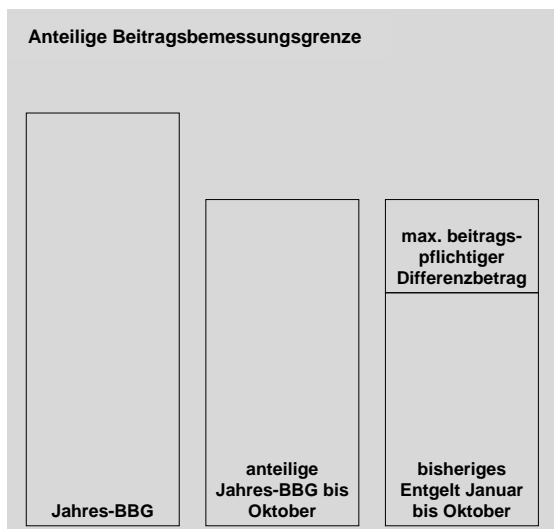 Anteilige Beitragsbemessungsgrenze
max. beitrags-
pflichtiger
Differenzbetrag
Jahres-BBG
anteilige
Jahres-BBG bis
Oktober
bisheriges
Entgelt Januar
bis Oktober